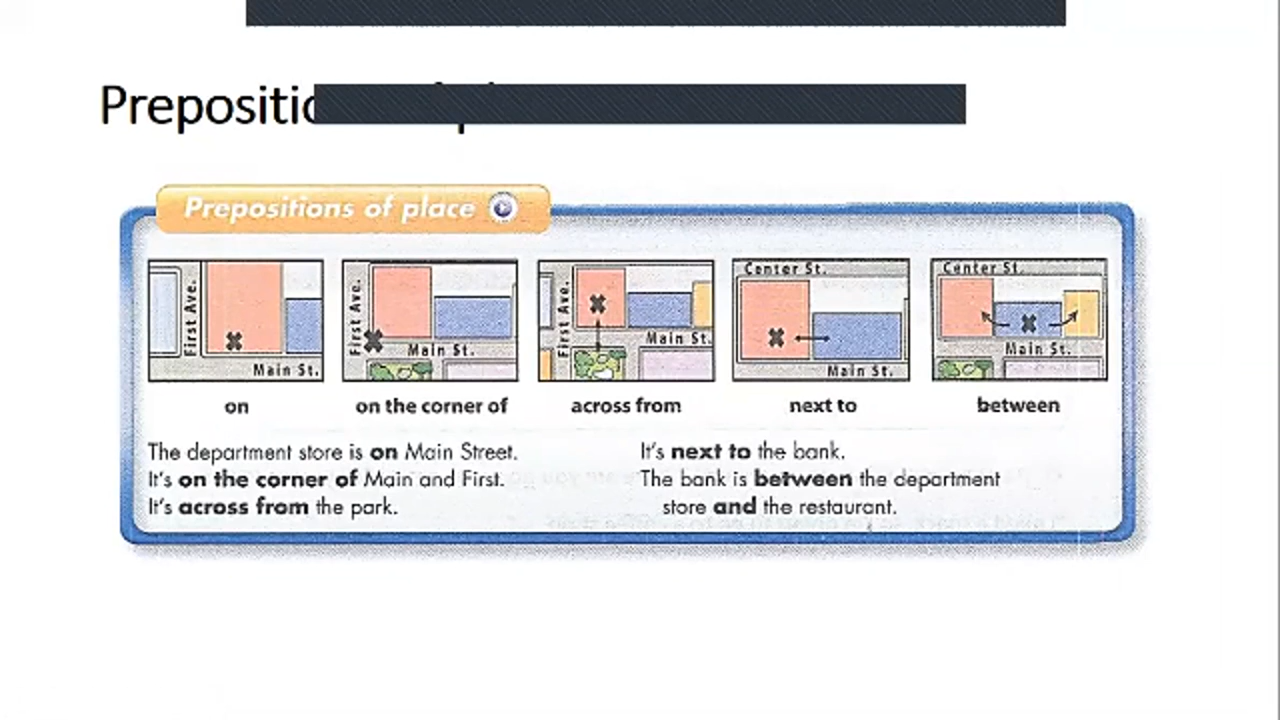 Prepositions of place
First Ave.
Main St.
First Ave.
Main St.
First Ave.
Main St.
Center St.
Main St.
Center St.
Main St.
on
on the corner of
across from
next to
between
The department store is on Main Street.
It's on the corner of Main and First.
It's across from the park.
It's next to the bank.
The bank is between the department
store and the restaurant.